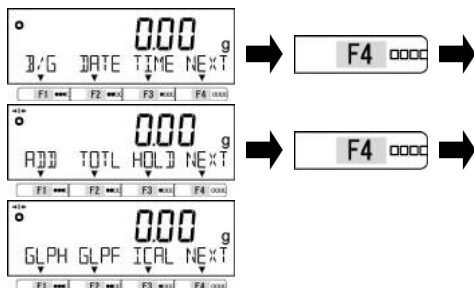 0.00 g
B/G DATE TIME NEXT
F1 F2 F3 F4
F4
0.00 g
ADD TOTL HOLD NEXT
F1 F2 F3 F4
F4
0.00 g
GLPH GLPF ICAL NEXT
F1 F2 F3 F4